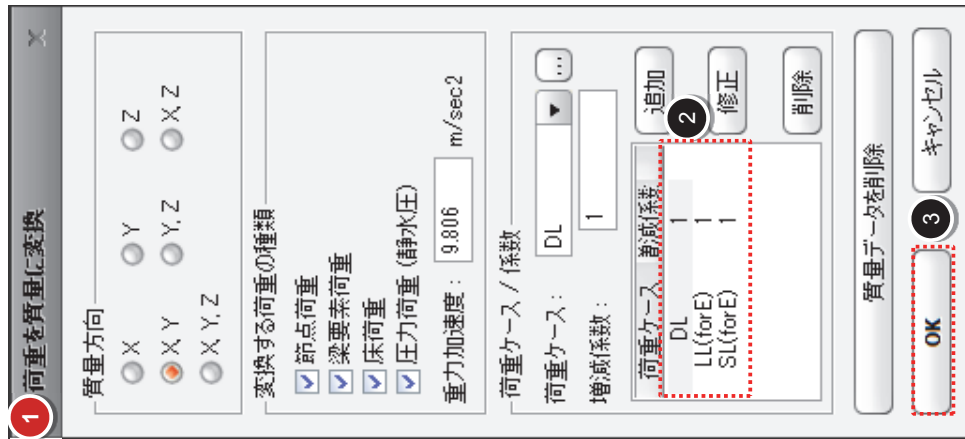 1
荷重を質量に変換 X
質量方向
X Y Z
X,Y Y,Z X,Z
X,Y,Z
変換する荷重の種類
節点荷重
梁要素荷重
床荷重
圧力荷重(静水圧)
重力加速度 : 9.806 m/sec2
荷重ケース / 係数
荷重ケース : DL ...
増減係数 : 1
荷重ケース 増減係数
DL 1
LL(forE) 1
SL(forE) 1
追加
2
修正
削除
質量データを削除
3
OK キャンセル